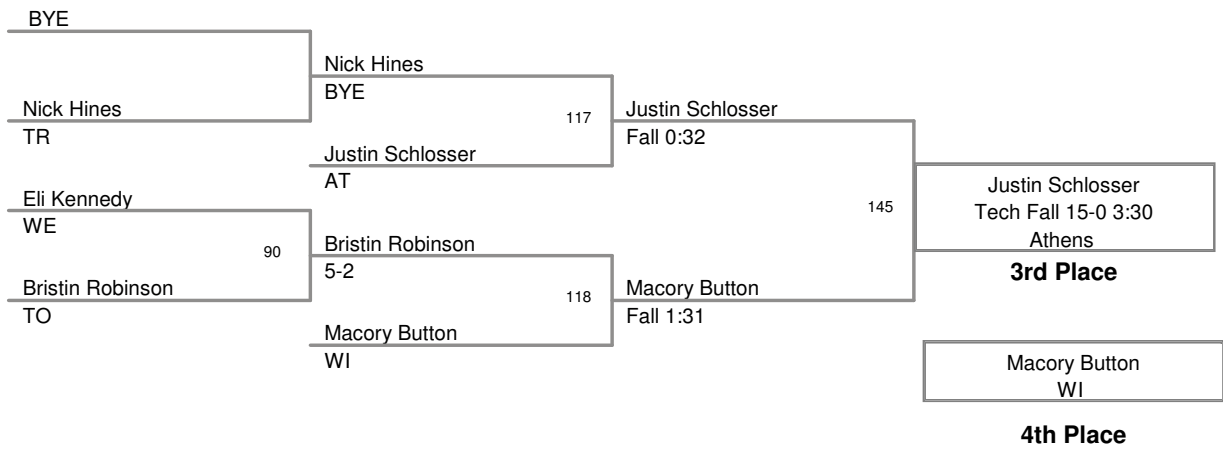 BYE
Nick Hines
TR
Eli Kennedy
WE
90
Bristin Robinson
TO
Nick Hines
BYE
117
Justin Schlosser
AT
Bristin Robinson
5-2
118
Macory Button
WI
Justin Schlosser
Fall 0:32
145
Macory Button
Fall 1:31
Justin Schlosser
Tech Fall 15-0 3:30
Athens
3rd Place
Macory Button
WI
4th Place